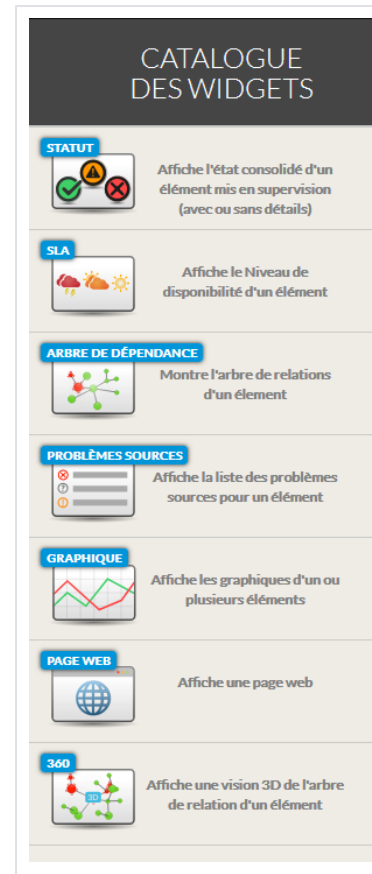 CATALOGUE
DES WIDGETS
STATUT
Affiche l'état consolidé d'un
élément mis en supervision
(avec ou sans détails)
SLA
Affiche le Niveau de
disponibilité d'un élément
ARBRE DE DÉPENDANCE
Montre l'arbre de relations
d'un élement
PROBLÈMES SOURCES
Affiche la liste des problèmes
sources pour un élément
GRAPHIQUE
Affiche les graphiques d'un ou
plusieurs éléments
PAGE WEB
Affiche une page web
360
3D
Affiche une vision 3D de l'arbre
de relation d'un élément